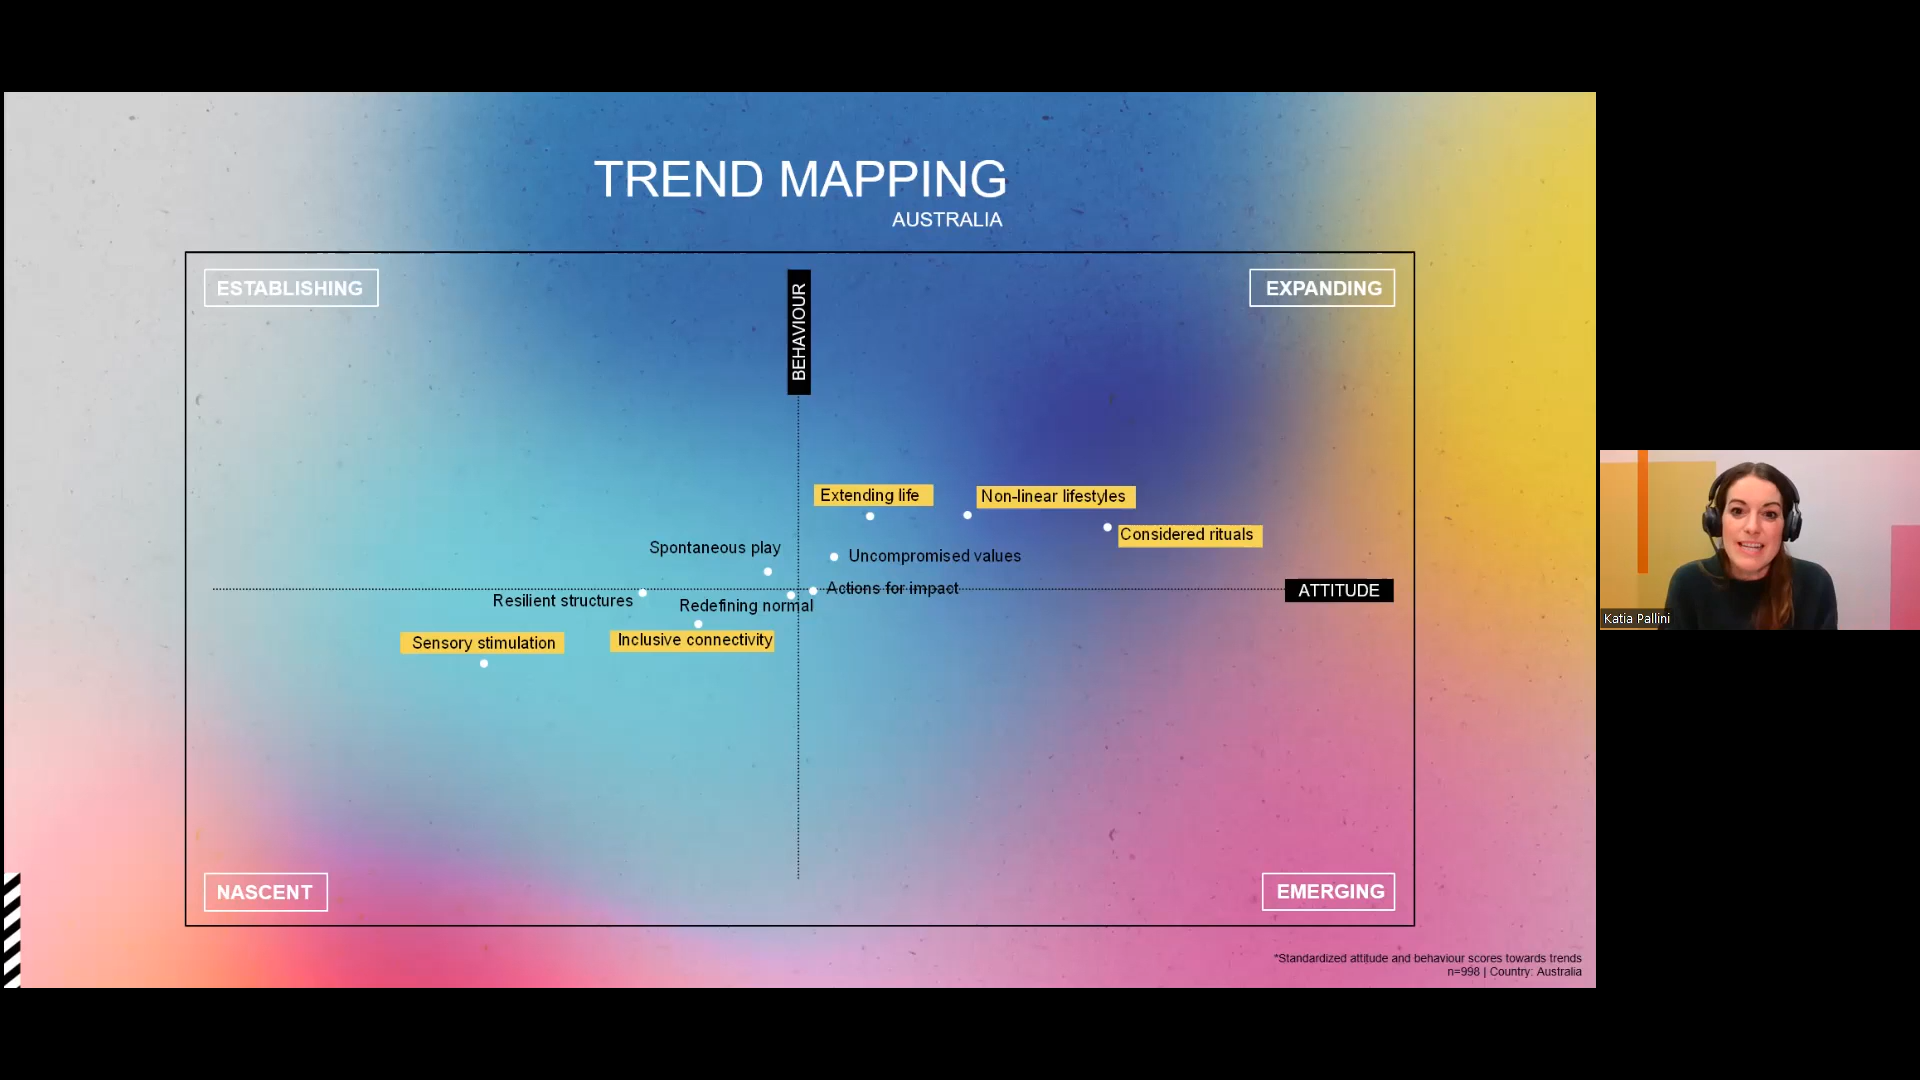 TREND MAPPING
AUSTRALIA
ESTABLISHING
EXPANDING
BEHAVIOUR
Extending life
Non-linear lifestyles
Considered rituals
Spontaneous play
Uncompromised values
Actions for impact
ATTITUDE
Resilient structures
Redefining normal
Sensory stimulation
Inclusive connectivity
Katia Pallini
NASCENT
EMERGING
*Standardized attitude and behaviour scores towards trends
n=998 | Country: Australia